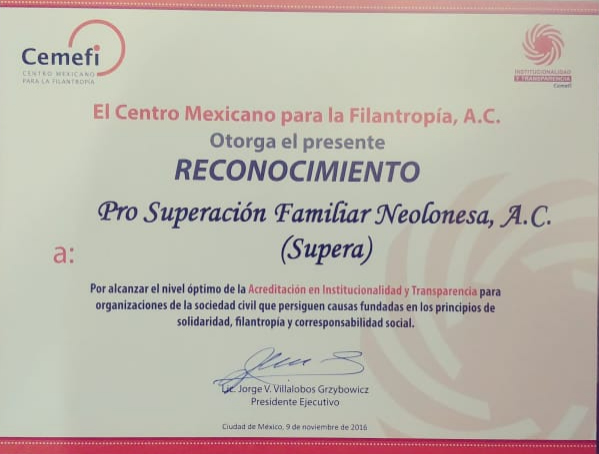 Cemefi
CENTRO MEXICANO
PARA LA FILANTROPÍA
INSTITUCIONALIDAD
Y TRANSPARENCIA
Cemefi
El Centro Mexicano para la Filantropía, A.C.
Otorga el presente
RECONOCIMIENTO
Pro Superación Familiar Neolonesa, A.C.
(Supera)
a:
Por alcanzar el nivel óptimo de la Acreditación en Institucionalidad y Transparencia para
organizaciones de la sociedad civil que persiguen causas fundadas en los principios de
solidaridad, filantropía y corresponsabilidad social.
Lic. Jorge V. Villalobos Grzybowicz
Presidente Ejecutivo
Ciudad de México, 9 de noviembre de 2016